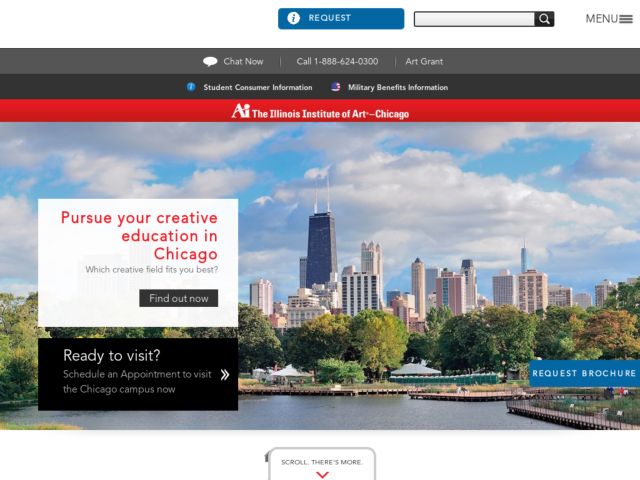 REQUEST
MENU
Chat Now
Call 1-888-624-0300
Art Grant
Student Consumer Information
Military Benefits Information
Ai The Illinois Institute of Art®—Chicago
Pursue your creative
education in
Chicago
Which creative field fits you best?
Find out now
Ready to visit?
Schedule an Appointment to visit
the Chicago campus now
REQUEST BROCHURE
SCROLL. THERE'S MORE.